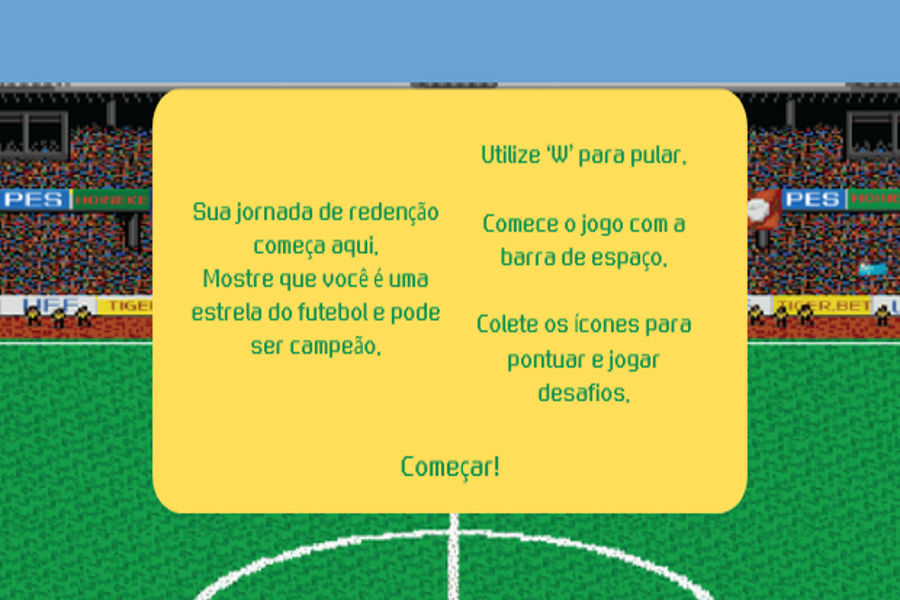 Utilize 'W' para pular.
Sua jornada de redenção
começa aqui.
Mostre que você é uma
estrela do futebol e pode
ser campeão.
Comece o jogo com a
barra de espaço.
Colete os ícones para
pontuar e jogar
desafios.
Começar!
PES
HOINEKE
PES
TIGER
TIGER.BET